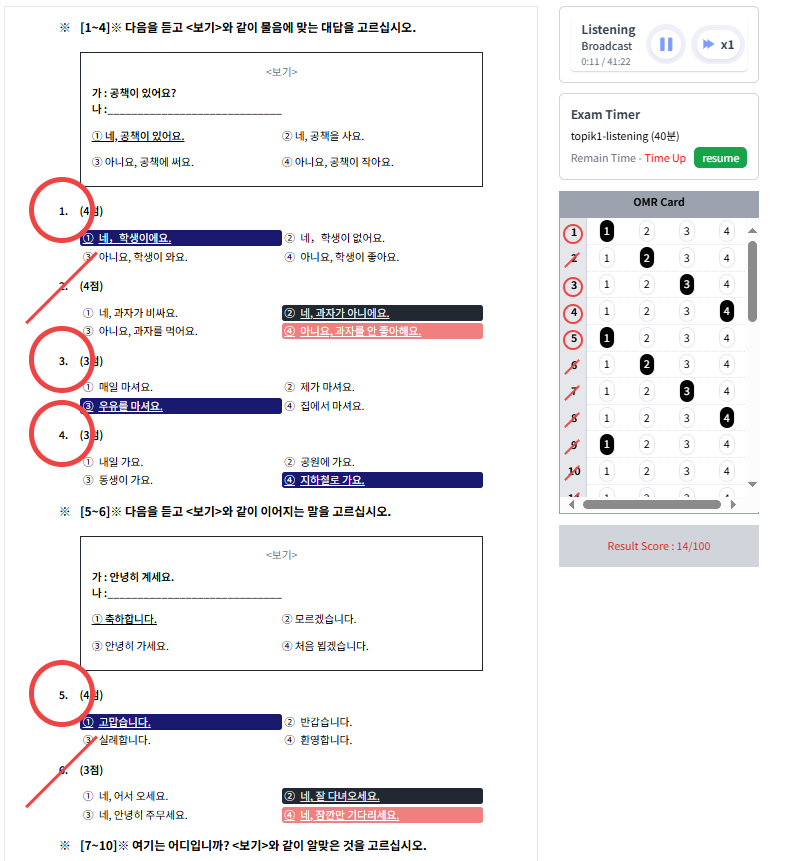 ※ [1~4]※ 다음을 듣고 <보기>와 같이 물음에 맞는 대답을 고르십시오.
<보기>
가 : 공책이 있어요?
나 :______________________________
① 네, 공책이 있어요. ② 네, 공책을 사요.
③ 아니요, 공책에 써요. ④ 아니요, 공책이 작아요.
1. (4점)
① 네, 학생이에요. ② 네, 학생이 없어요.
③ 아니요, 학생이 와요. ④ 아니요, 학생이 좋아요.
2. (4점)
① 네, 과자가 비싸요. ② 네, 과자가 아니에요.
③ 아니요, 과자를 먹어요. ④ 아니요, 과자를 안 좋아해요.
3. (3점)
① 매일 마셔요. ② 제가 마셔요.
③ 우유를 마셔요. ④ 집에서 마셔요.
4. (3점)
① 내일 가요. ② 공원에 가요.
③ 동생이 가요. ④ 지하철로 가요.
※ [5~6]※ 다음을 듣고 <보기>와 같이 이어지는 말을 고르십시오.
<보기>
가 : 안녕히 계세요.
나 :______________________________
① 축하합니다. ② 모르겠습니다.
③ 안녕히 가세요. ④ 처음 뵙겠습니다.
5. (4점)
① 고맙습니다. ② 반갑습니다.
③ 실례합니다. ④ 환영합니다.
6. (3점)
① 네, 어서 오세요. ② 네, 잘 다녀오세요.
③ 네, 안녕히 주무세요. ④ 네, 잠깐만 기다리세요.
※ [7~10]※ 여기는 어디입니까? <보기>와 같이 알맞은 것을 고르십시오.
Listening
Broadcast
0:11 / 41:22
x1
Exam Timer
topik1-listening (40분)
Remain Time - Time Up resume
OMR Card
1 1 2 3 4
2 1 2 3 4
3 1 2 3 4
4 1 2 3 4
5 1 2 3 4
6 1 2 3 4
7 1 2 3 4
8 1 2 3 4
9 1 2 3 4
10 1 2 3 4
Result Score : 14/100